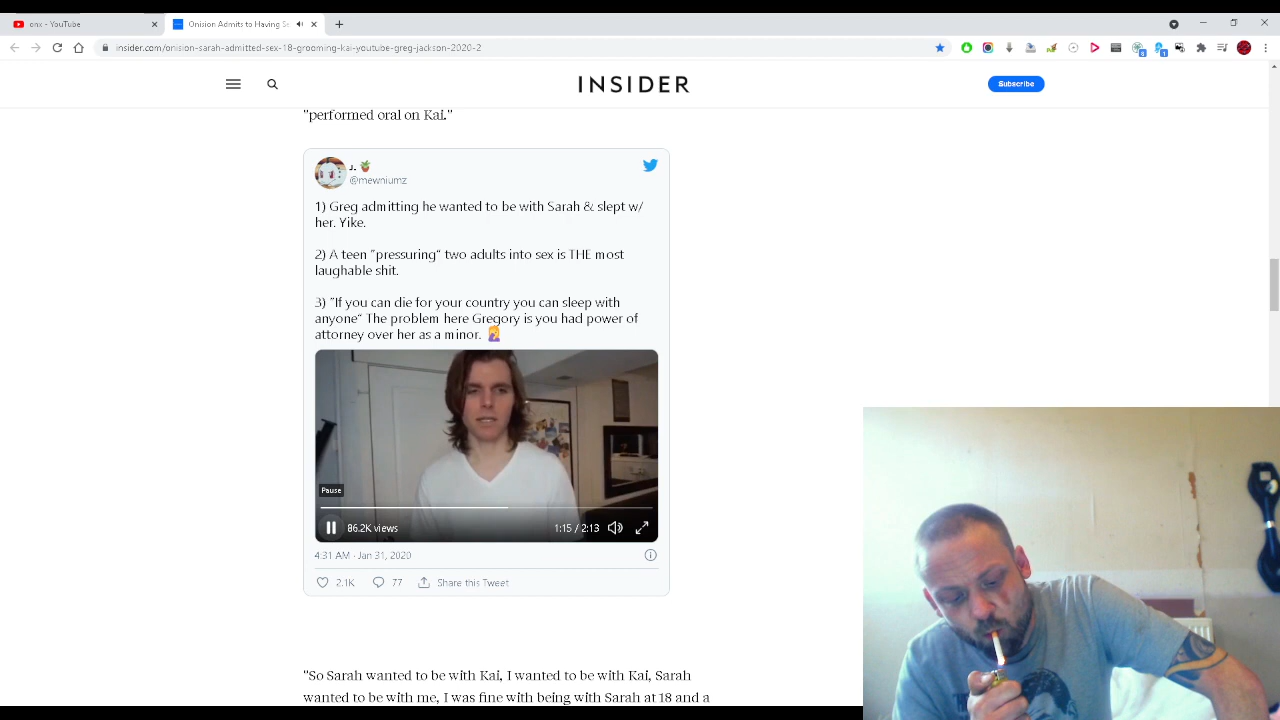 onx - YouTube
Onision Admits to Having Se
insider.com/onision-sarah-admitted-sex-18-grooming-kai-youtube-greg-jackson-2020-2
INSIDER
Subscribe
"performed oral on Kai."
J.
@mewniumz
1) Greg admitting he wanted to be with Sarah & slept w/
her. Yike.
2) A teen "pressuring" two adults into sex is THE most
laughable shit.
3) "If you can die for your country you can sleep with
anyone" The problem here Gregory is you had power of
attorney over her as a minor.
Pause
86.2K views
1:15 / 2:13
4:31 AM · Jan 31, 2020
2.1K
77
Share this Tweet
"So Sarah wanted to be with Kai, I wanted to be with Kai, Sarah
wanted to be with me, I was fine with being with Sarah at 18 and a